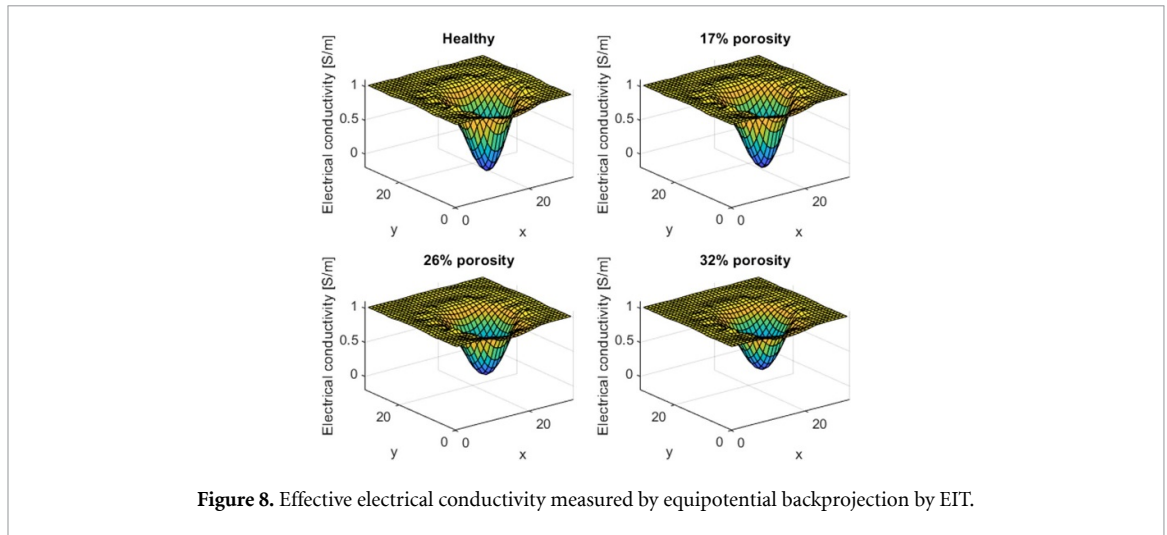 Healthy
Electrical conductivity [S/m]
1
0.5
0
20
0
0
20
y
x
17% porosity
Electrical conductivity [S/m]
1
0.5
0
20
0
0
20
y
x
26% porosity
Electrical conductivity [S/m]
1
0.5
0
20
0
0
20
y
x
32% porosity
Electrical conductivity [S/m]
1
0.5
0
20
0
0
20
y
x
Figure 8. Effective electrical conductivity measured by equipotential backprojection by EIT.